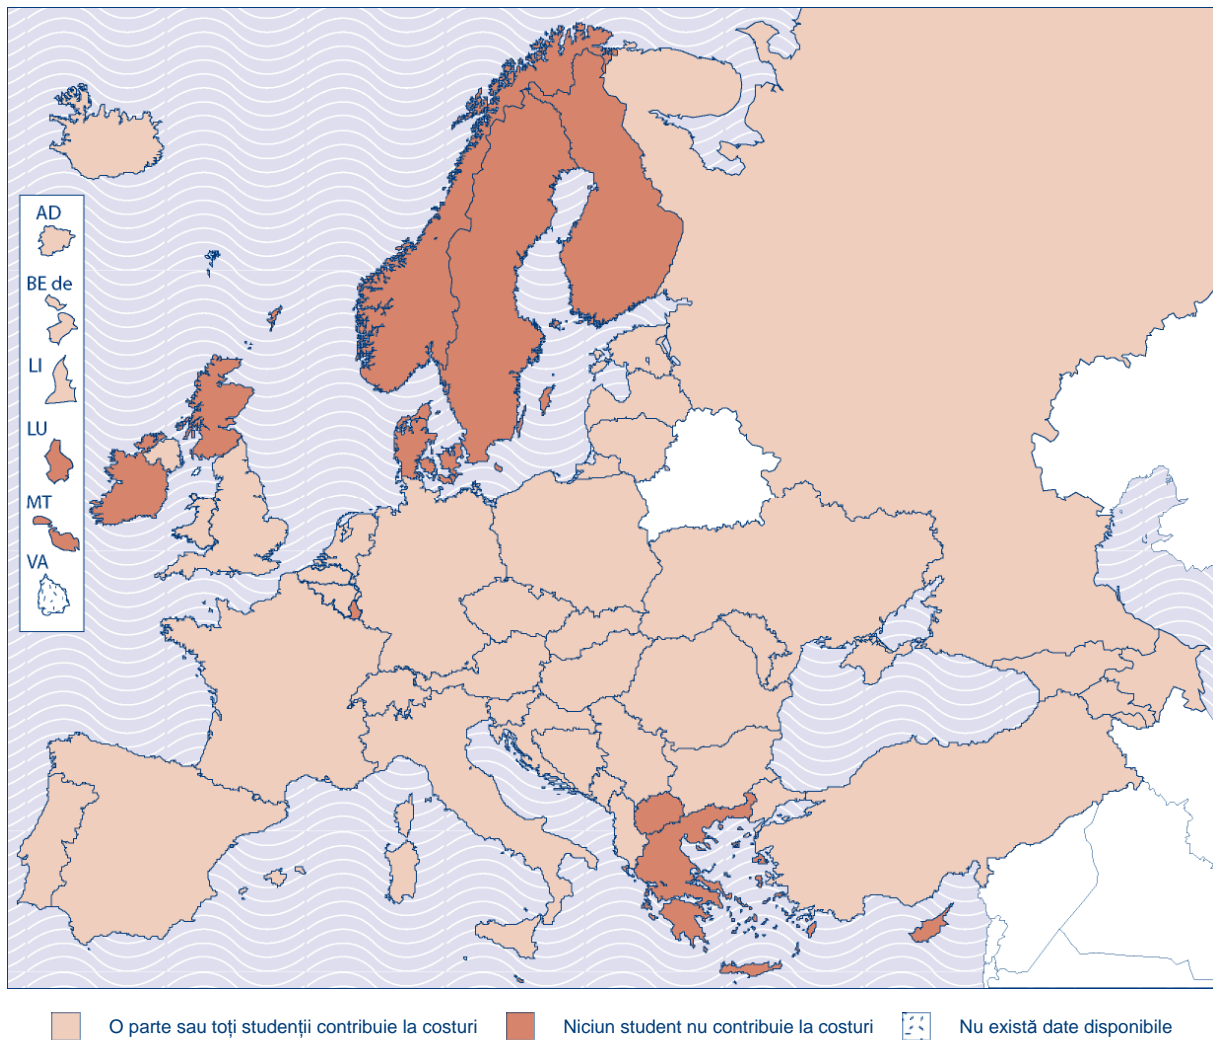 AD
BE de
LI
LU
MT
VA
O parte sau toți studenții contribuie la costuri
Niciun student nu contribuie la costuri
Nu există date disponibile